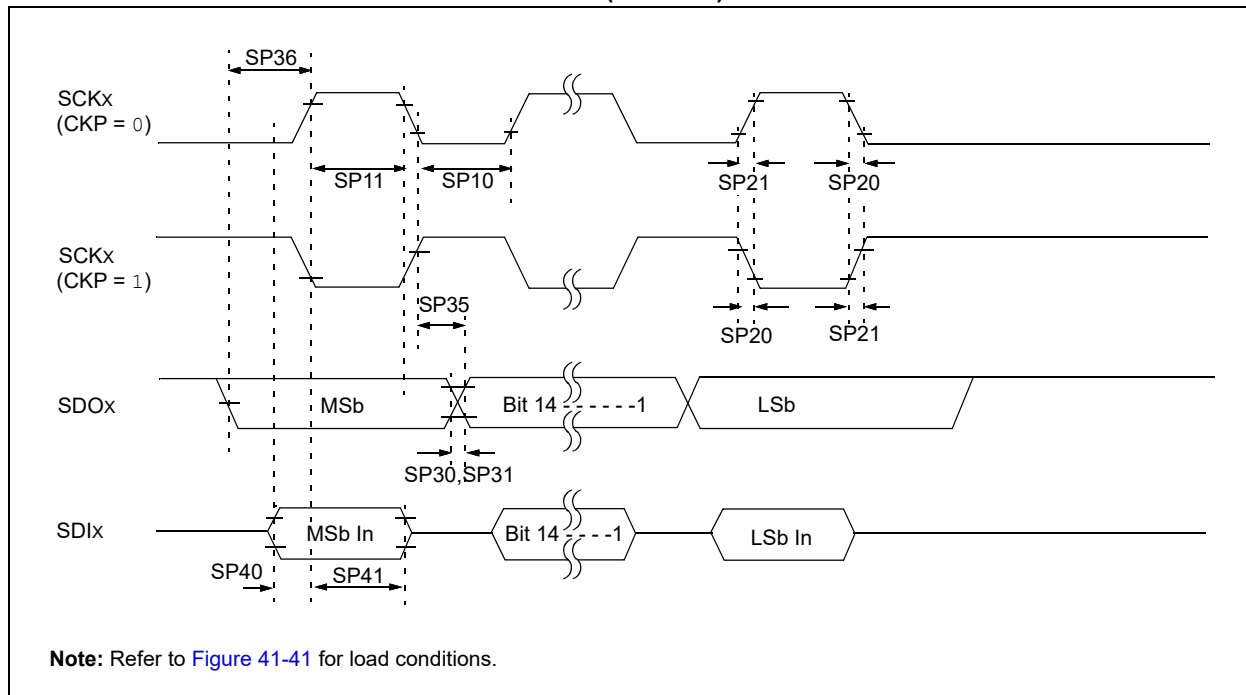 SP36
SCKx
(CKP = 0)
SP11
SP10
SP21
SP20
SCKx
(CKP = 1)
SP35
SP20
SP21
SDOx
MSb
Bit 14 - - - - - -1
LSb
SP30,SP31
SDIx
MSb In
Bit 14 - - - - -1
LSb In
SP40
SP41
Note: Refer to Figure 41-41 for load conditions.